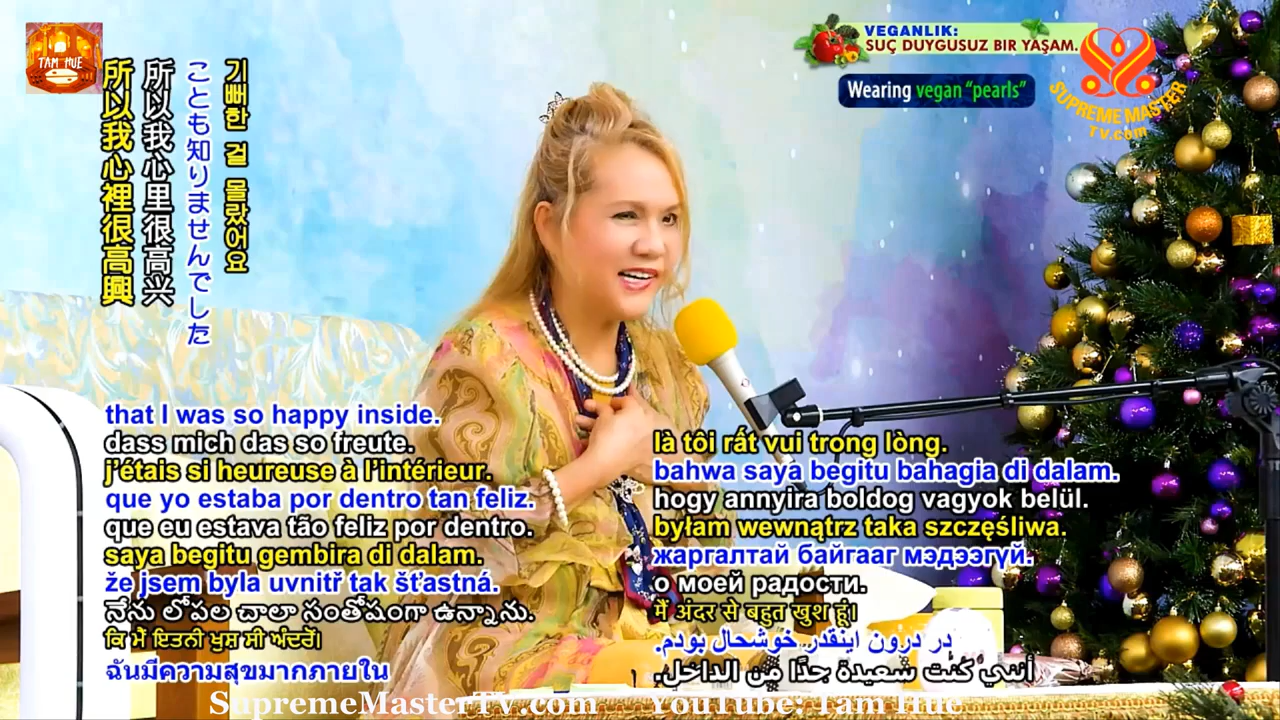 TAM HUE
VEGANLIK:
SUÇ DUYGUSUZ BIR YAŞAM.
Wearing vegan "pearls"
SUPREME MASTER
TV.com
所以我心裡很高興
所以我心里很高兴
ことも知りませんでした
기뻐한 걸 몰랐어요
that I was so happy inside.
dass mich das so freute.
j'étais si heureuse à l'intérieur.
que yo estaba por dentro tan feliz.
que eu estava tão feliz por dentro.
saya begitu gembira di dalam.
že jsem byla uvnitř tak šťastná.
నేను లోపల చాలా సంతోషంగా ఉన్నాను.
ਕਿ ਮੈਂ ਇਤਨੀ ਖੁਸ਼ ਸੀ ਅੰਦਰੋਂ।
ฉันมีความสุขมากภายใน
là tôi rất vui trong lòng.
bahwa saya begitu bahagia di dalam.
hogy annyira boldog vagyok belül.
byłam wewnątrz taka szczęśliwa.
жаргалтай байгааг мэдээгүй.
о моей радости.
मैं अंदर से बहुत खुश हूं।
در درون اینقدر خوشحال بودم.
أنني كنت سعيدة جدًا من الداخل.
SupremeMasterTV.com YouTube: Tam Hue